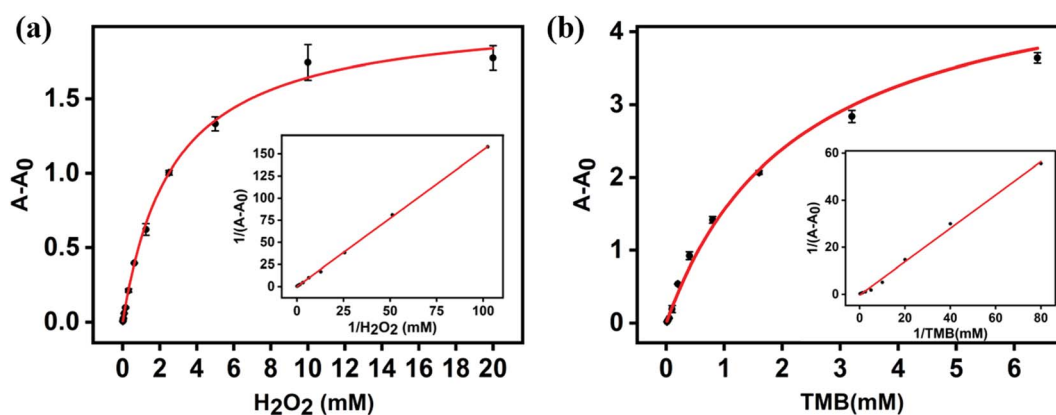 (a)
A-A0
1.5
1.0
0.5
0.0
0 2 4 6 8 10 12 14 16 18 20
H2O2 (mM)
1/(A-A0)
150
125
100
75
50
25
0
0 25 50 75 100
1/H2O2 (mM)
(b)
A-A0
4
3
2
1
0
0 1 2 3 4 5 6
TMB(mM)
1/(A-A0)
60
40
20
0
0 20 40 60 80
1/TMB(mM)